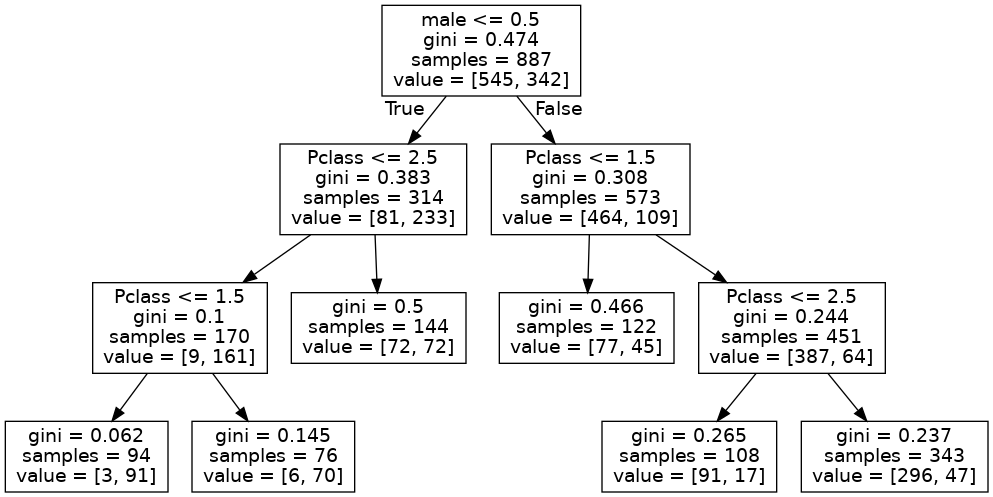 male <= 0.5
gini = 0.474
samples = 887
value = [545, 342]
True
False
Pclass <= 2.5
gini = 0.383
samples = 314
value = [81, 233]
Pclass <= 1.5
gini = 0.308
samples = 573
value = [464, 109]
Pclass <= 1.5
gini = 0.1
samples = 170
value = [9, 161]
gini = 0.5
samples = 144
value = [72, 72]
gini = 0.466
samples = 122
value = [77, 45]
Pclass <= 2.5
gini = 0.244
samples = 451
value = [387, 64]
gini = 0.062
samples = 94
value = [3, 91]
gini = 0.145
samples = 76
value = [6, 70]
gini = 0.265
samples = 108
value = [91, 17]
gini = 0.237
samples = 343
value = [296, 47]